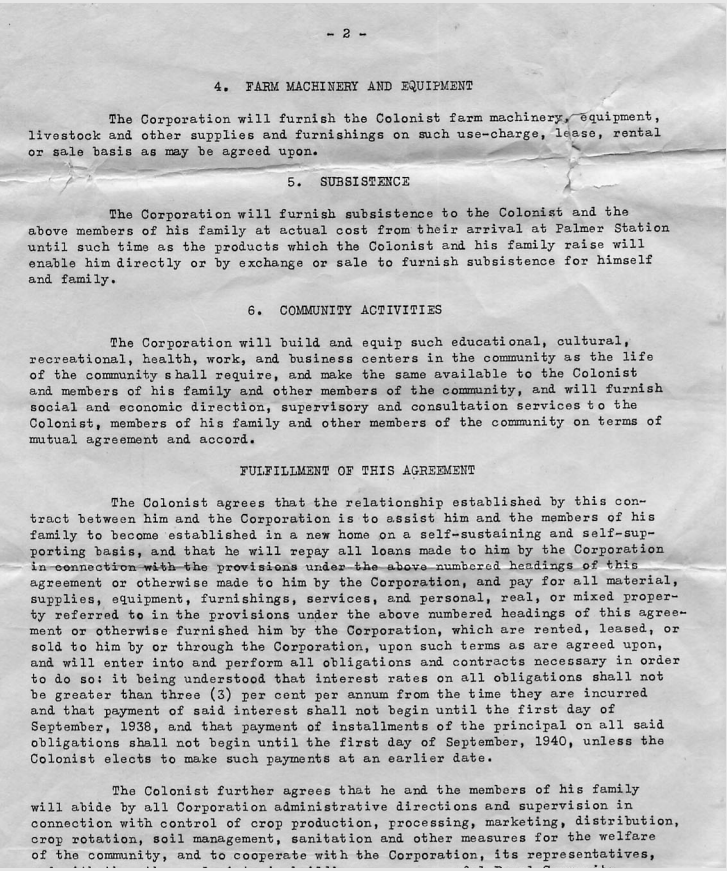 - 2 -
4. FARM MACHINERY AND EQUIPMENT
The Corporation will furnish the Colonist farm machinery, equipment,
livestock and other supplies and furnishings on such use-charge, lease, rental
or sale basis as may be agreed upon.
5. SUBSISTENCE
The Corporation will furnish subsistence to the Colonist and the
above members of his family at actual cost from their arrival at Palmer Station
until such time as the products which the Colonist and his family raise will
enable him directly or by exchange or sale to furnish subsistence for himself
and family.
6. COMMUNITY ACTIVITIES
The Corporation will build and equip such educational, cultural,
recreational, health, work, and business centers in the community as the life
of the community shall require, and make the same available to the Colonist
and members of his family and other members of the community, and will furnish
social and economic direction, supervisory and consultation services to the
Colonist, members of his family and other members of the community on terms of
mutual agreement and accord.
FULFILLMENT OF THIS AGREEMENT
The Colonist agrees that the relationship established by this con-
tract between him and the Corporation is to assist him and the members of his
family to become established in a new home on a self-sustaining and self-sup-
porting basis, and that he will repay all loans made to him by the Corporation
in connection with the provisions under the above numbered headings of this
agreement or otherwise made to him by the Corporation, and pay for all material,
supplies, equipment, furnishings, services, and personal, real, or mixed proper-
ty referred to in the provisions under the above numbered headings of this agree-
ment or otherwise furnished him by the Corporation, which are rented, leased, or
sold to him by or through the Corporation, upon such terms as are agreed upon,
and will enter into and perform all obligations and contracts necessary in order
to do so: it being understood that interest rates on all obligations shall not
be greater than three (3) per cent per annum from the time they are incurred
and that payment of said interest shall not begin until the first day of
September, 1938, and that payment of installments of the principal on all said
obligations shall not begin until the first day of September, 1940, unless the
Colonist elects to make such payments at an earlier date.
The Colonist further agrees that he and the members of his family
will abide by all Corporation administrative directions and supervision in
connection with control of crop production, processing, marketing, distribution,
crop rotation, soil management, sanitation and other measures for the welfare
of the community, and to cooperate with the Corporation, its representatives,